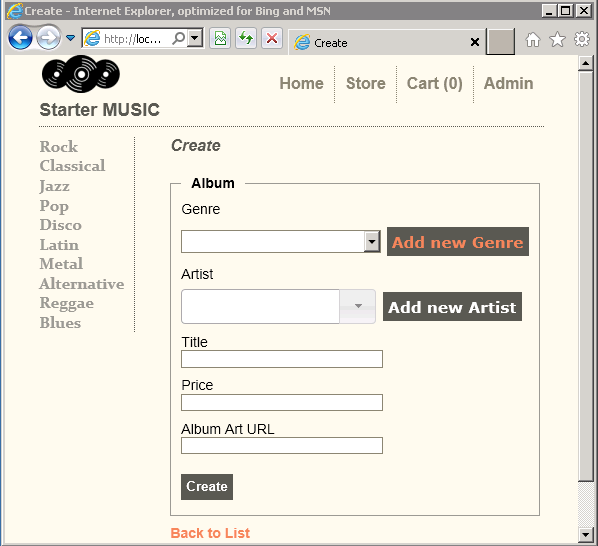 Create - Internet Explorer, optimized for Bing and MSN
http://loc...
Create
Starter MUSIC
Home
Store
Cart (0)
Admin
Rock
Classical
Jazz
Pop
Disco
Latin
Metal
Alternative
Reggae
Blues
Create
Album
Genre
Add new Genre
Artist
Add new Artist
Title
Price
Album Art URL
Create
Back to List